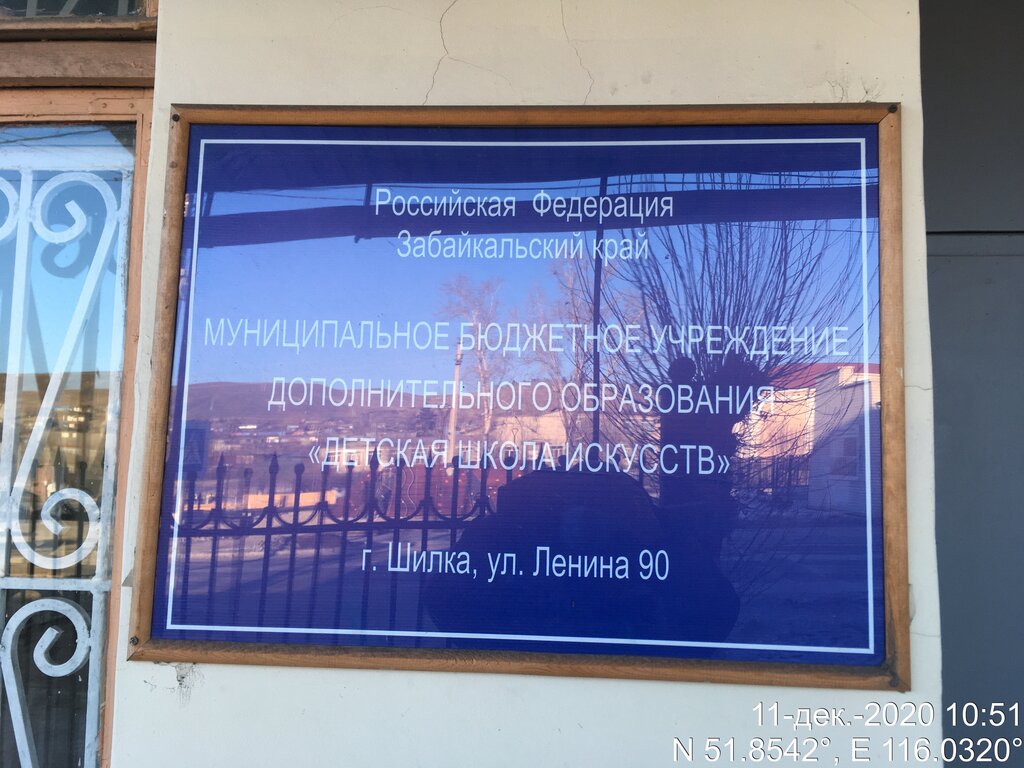 Российская Федерация
Забайкальский край
МУНИЦИПАЛЬНОЕ БЮДЖЕТНОЕ УЧРЕЖДЕНИЕ
ДОПОЛНИТЕЛЬНОГО ОБРАЗОВАНИЯ
«ДЕТСКАЯ ШКОЛА ИСКУССТВ»
г. Шилка, ул. Ленина 90
11-дек.-2020 10:51
N 51.8542°, E 116.0320°